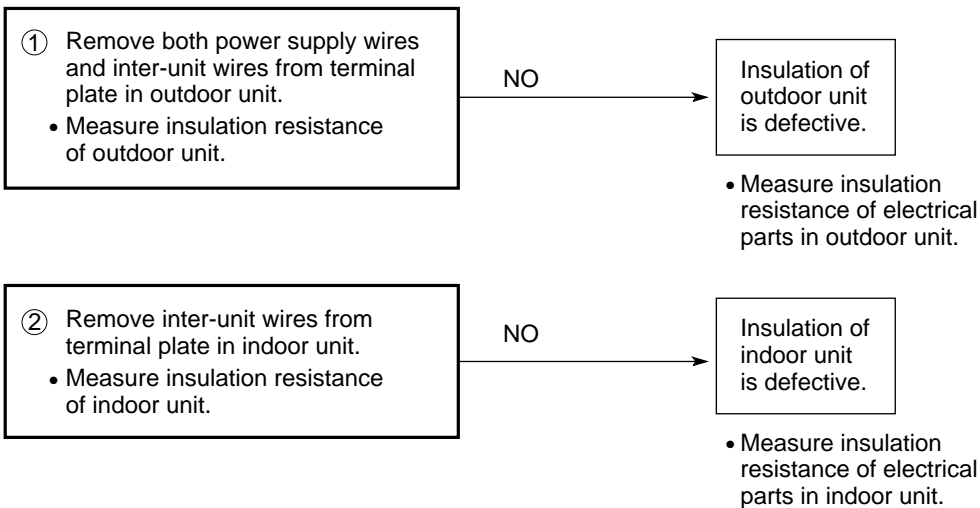 ① Remove both power supply wires
and inter-unit wires from terminal
plate in outdoor unit.
• Measure insulation resistance
of outdoor unit.
NO
Insulation of
outdoor unit
is defective.
• Measure insulation
resistance of electrical
parts in outdoor unit.
② Remove inter-unit wires from
terminal plate in indoor unit.
• Measure insulation resistance
of indoor unit.
NO
Insulation of
indoor unit
is defective.
• Measure insulation
resistance of electrical
parts in indoor unit.